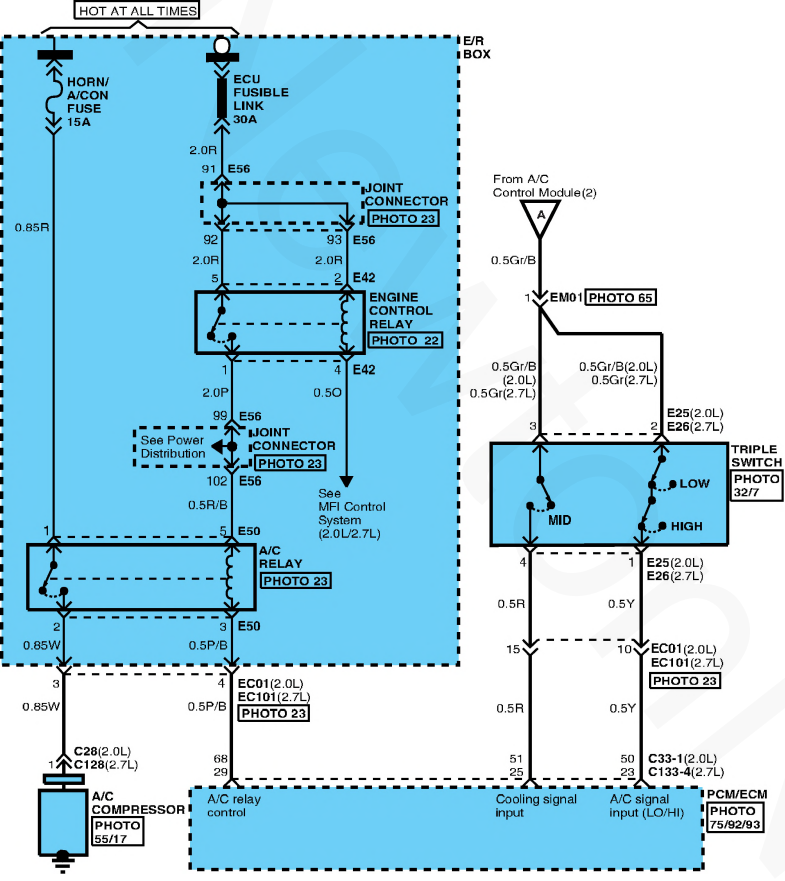 HOT AT ALL TIMES
E/R
BOX
HORN/
A/CON
FUSE
15A
ECU
FUSIBLE
LINK
30A
2.0R
91 E56
JOINT
CONNECTOR
PHOTO 23
0.85R
92
93 E56
2.0R
2.0R
5
2 E42
ENGINE
CONTROL
RELAY
PHOTO 22
1
4 E42
2.0P
0.5O
99 E56
See Power
Distribution
JOINT
CONNECTOR
PHOTO 23
102 E56
0.5R/B
See
MFI Control
System
(2.0L/2.7L)
1
5 E50
A/C
RELAY
PHOTO 23
2
3 E50
0.85W
0.5P/B
3
4
EC01(2.0L)
EC101(2.7L)
PHOTO 23
0.85W
0.5P/B
1
C28(2.0L)
C128(2.7L)
A/C
COMPRESSOR
PHOTO
55/17
From A/C
Control Module(2)
A
0.5Gr/B
1 EM01 PHOTO 65
0.5Gr/B
(2.0L)
0.5Gr(2.7L)
0.5Gr/B(2.0L)
0.5Gr(2.7L)
3
2
E25(2.0L)
E26(2.7L)
TRIPLE
SWITCH
PHOTO
32/7
LOW
MID
HIGH
4
1
E25(2.0L)
E26(2.7L)
0.5R
0.5Y
15
10
EC01(2.0L)
EC101(2.7L)
PHOTO 23
0.5R
0.5Y
68
29
51
25
50
23
C33-1(2.0L)
C133-4(2.7L)
A/C relay
control
Cooling signal
input
A/C signal
input (LO/HI)
PCM/ECM
PHOTO
75/92/93